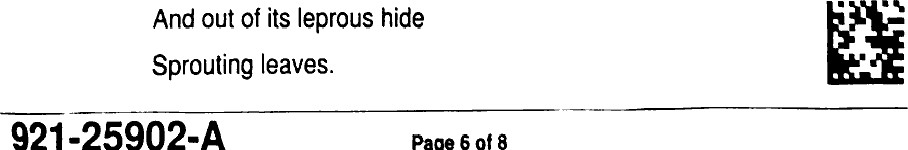 And out of its leprous hide
Sprouting leaves.
921-25902-A
Page 6 of 8